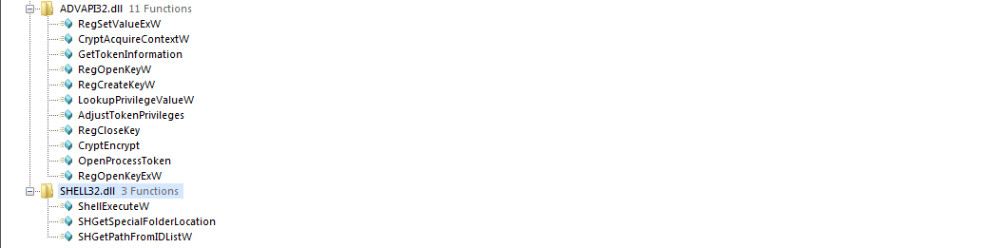 ADVAPI32.dll 11 Functions
RegSetValueExW
CryptAcquireContextW
GetTokenInformation
RegOpenKeyW
RegCreateKeyW
LookupPrivilegeValueW
AdjustTokenPrivileges
RegCloseKey
CryptEncrypt
OpenProcessToken
RegOpenKeyExW
SHELL32.dll 3 Functions
ShellExecuteW
SHGetSpecialFolderLocation
SHGetPathFromIDListW